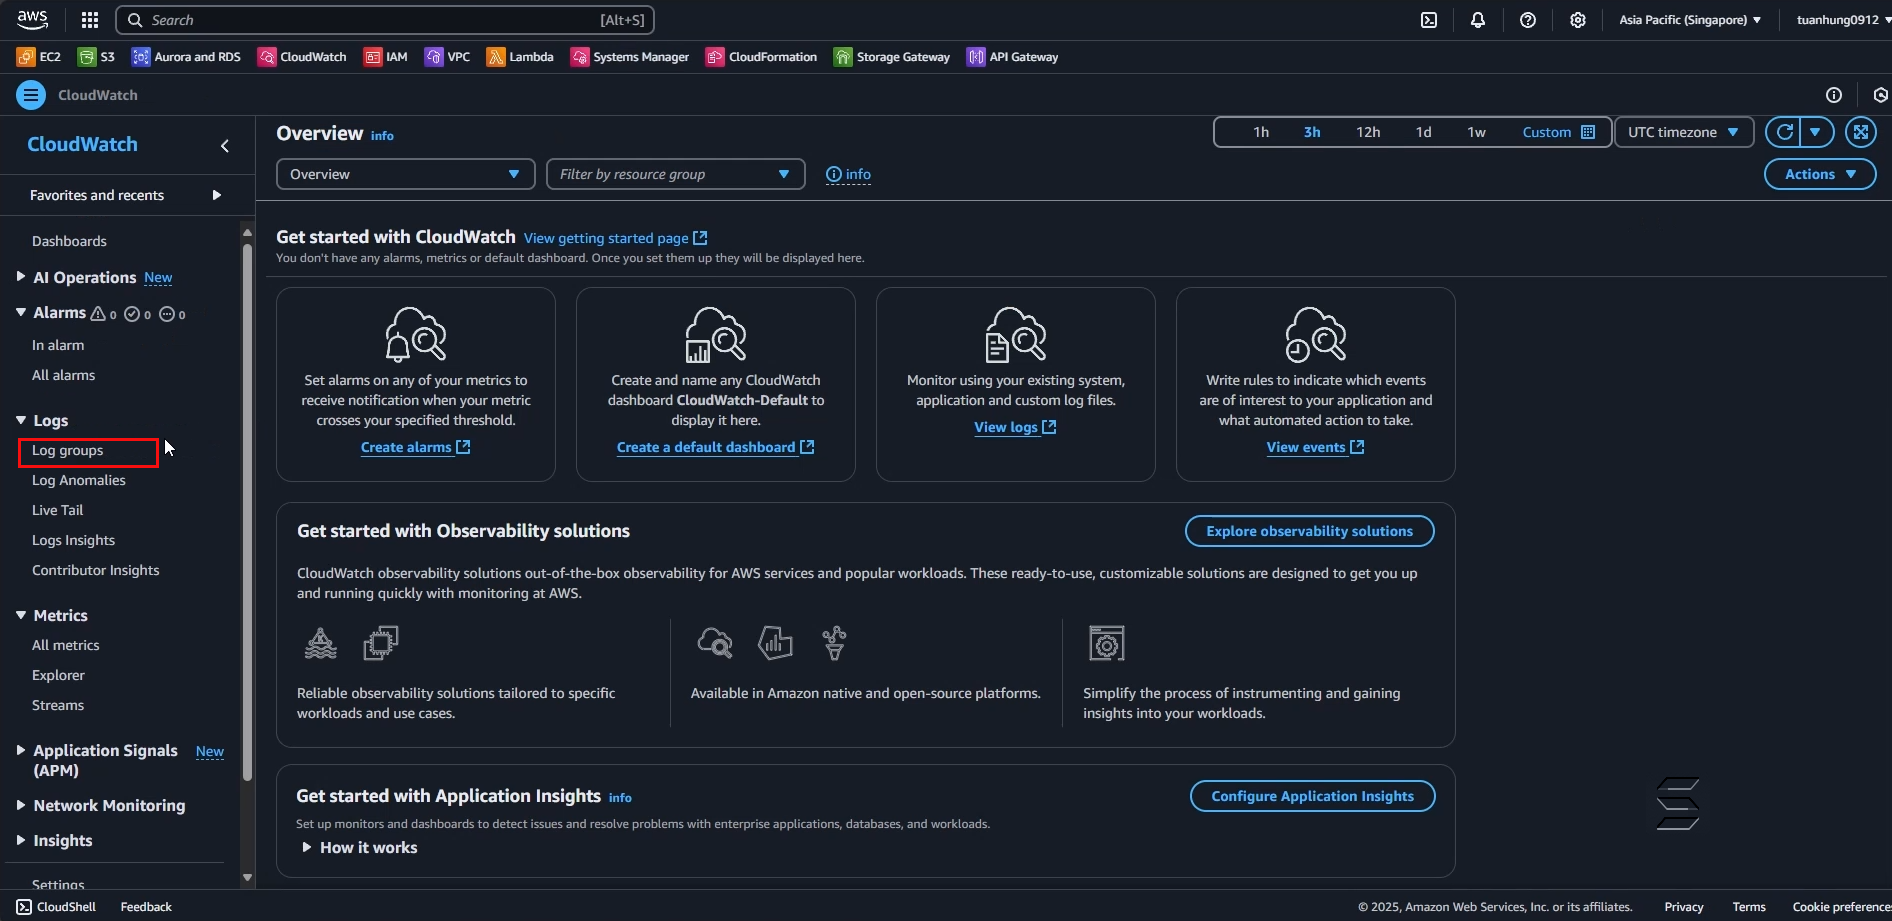 aws
Search [Alt+S]
Asia Pacific (Singapore)
tuanhung0912
EC2 S3 Aurora and RDS CloudWatch IAM VPC Lambda Systems Manager CloudFormation Storage Gateway API Gateway
CloudWatch
CloudWatch
Favorites and recents
Dashboards
AI Operations New
Alarms 0 0 0
In alarm
All alarms
Logs
Log groups
Log Anomalies
Live Tail
Logs Insights
Contributor Insights
Metrics
All metrics
Explorer
Streams
Application Signals New
(APM)
Network Monitoring
Insights
Settings
Overview info
1h 3h 12h 1d 1w Custom UTC timezone
Overview Filter by resource group info
Actions
Get started with CloudWatch View getting started page
You don't have any alarms, metrics or default dashboard. Once you set them up they will be displayed here.
Set alarms on any of your metrics to
receive notification when your metric
crosses your specified threshold.
Create alarms
Create and name any CloudWatch
dashboard CloudWatch-Default to
display it here.
Create a default dashboard
Monitor using your existing system,
application and custom log files.
View logs
Write rules to indicate which events
are of interest to your application and
what automated action to take.
View events
Get started with Observability solutions
Explore observability solutions
CloudWatch observability solutions out-of-the-box observability for AWS services and popular workloads. These ready-to-use, customizable solutions are designed to get you up
and running quickly with monitoring at AWS.
Reliable observability solutions tailored to specific
workloads and use cases.
Available in Amazon native and open-source platforms.
Simplify the process of instrumenting and gaining
insights into your workloads.
Get started with Application Insights info
Configure Application Insights
Set up monitors and dashboards to detect issues and resolve problems with enterprise applications, databases, and workloads.
How it works
CloudShell Feedback
© 2025, Amazon Web Services, Inc. or its affiliates. Privacy Terms Cookie preferences